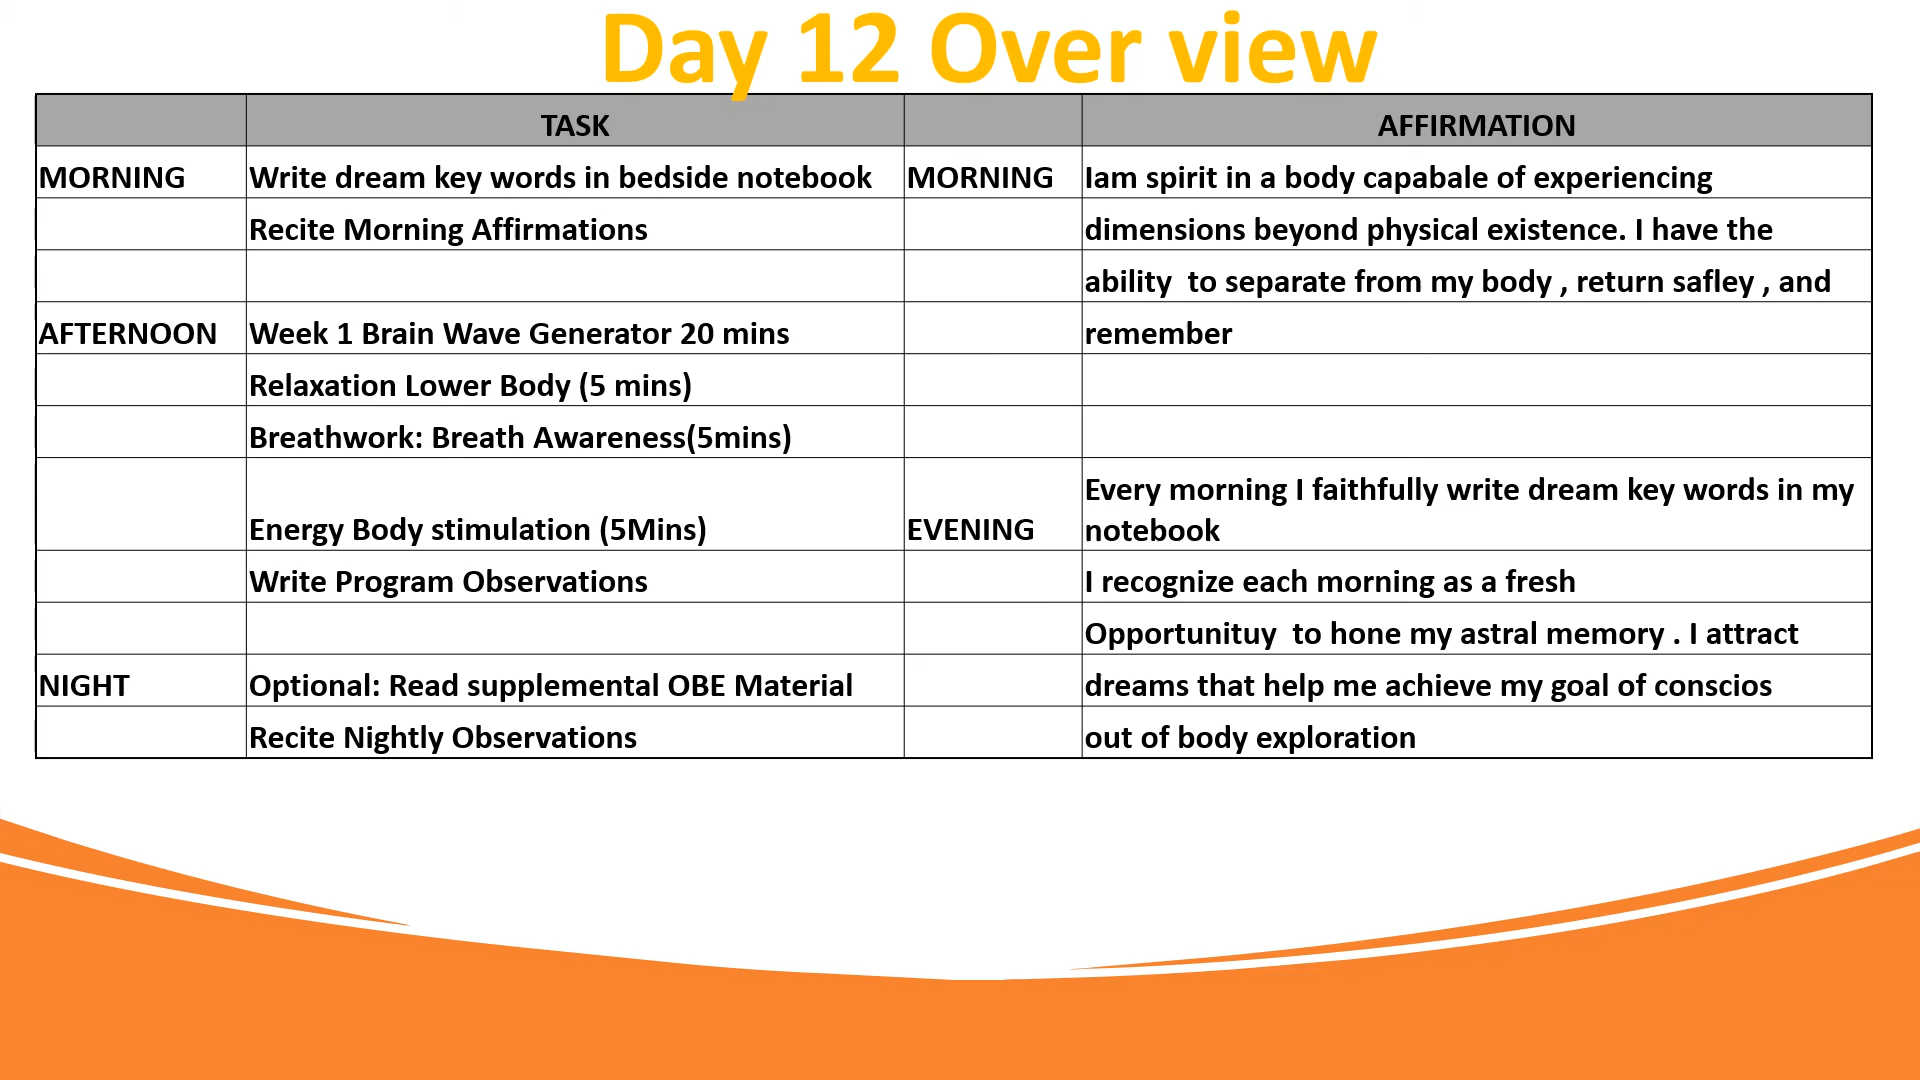 Day 12 Over view
TASK AFFIRMATION
MORNING Write dream key words in bedside notebook MORNING Iam spirit in a body capabale of experiencing
Recite Morning Affirmations dimensions beyond physical existence. I have the
ability  to separate from my body , return safley , and
AFTERNOON Week 1 Brain Wave Generator 20 mins remember
Relaxation Lower Body (5 mins)
Breathwork: Breath Awareness(5mins)
Energy Body stimulation (5Mins) EVENING Every morning I faithfully write dream key words in my
notebook
Write Program Observations I recognize each morning as a fresh
Opportunituy  to hone my astral memory . I attract
NIGHT Optional: Read supplemental OBE Material dreams that help me achieve my goal of conscios
Recite Nightly Observations out of body exploration